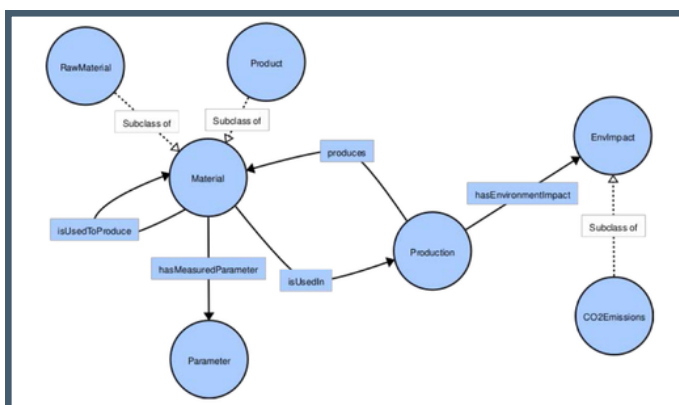 RawMaterial
Product
Subclass of
Subclass of
EnvImpact
produces
Material
hasEnvironmentImpact
isUsedToProduce
Subclass of
Production
hasMeasuredParameter
isUsedIn
CO2Emissions
Parameter